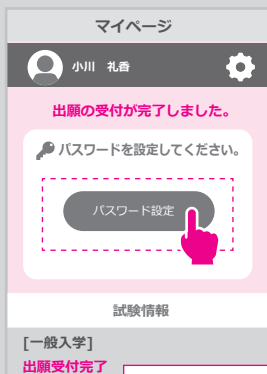 マイページ
小川 礼香
出願の受付が完了しました。
パスワードを設定してください。
パスワード設定
試験情報
[一般入学]
出願受付完了